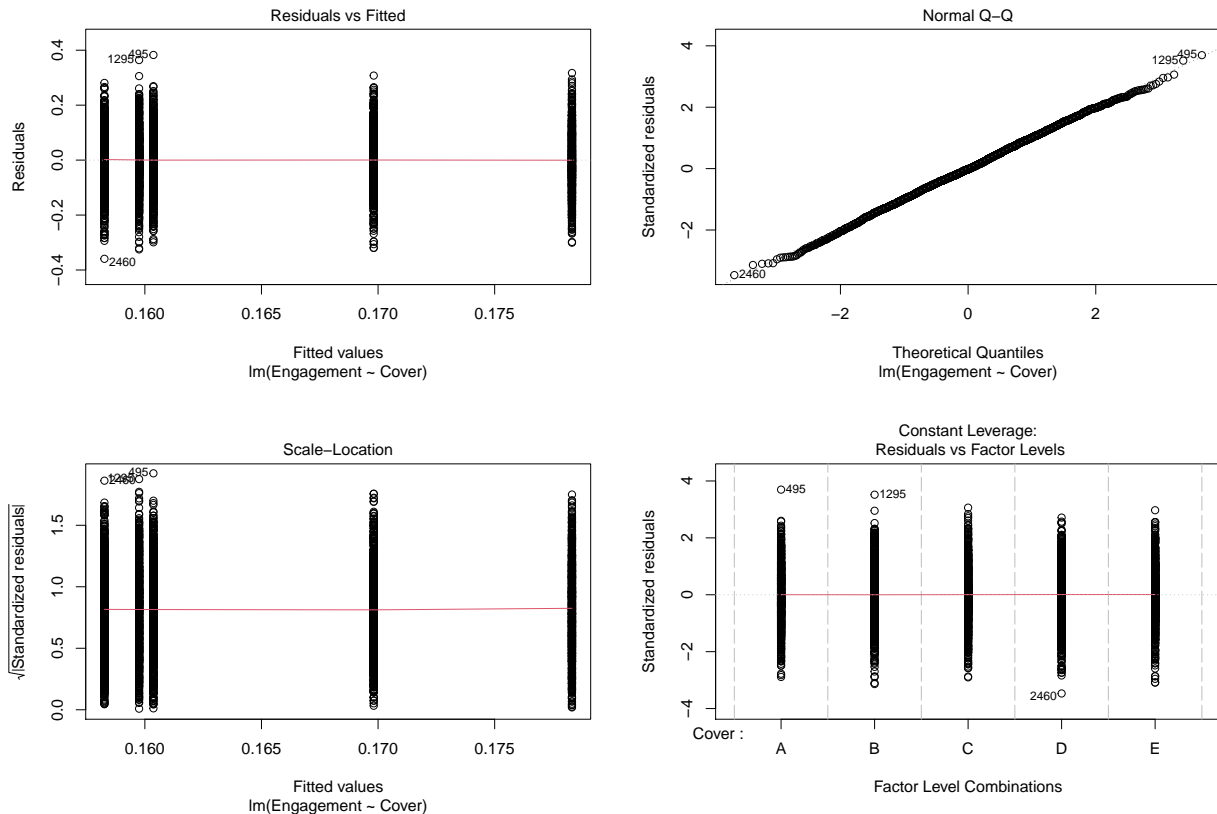 Residuals vs Fitted
Residuals
0.4
0.2
0.0
−0.2
−0.4
1295
495
2460
0.160 0.165 0.170 0.175
Fitted values
lm(Engagement ~ Cover)
Normal Q−Q
Standardized residuals
4
2
0
−2
1295
495
2460
−2 0 2
Theoretical Quantiles
lm(Engagement ~ Cover)
Scale−Location
√|Standardized residuals|
1.5
1.0
0.5
0.0
495
1295
2460
0.160 0.165 0.170 0.175
Fitted values
lm(Engagement ~ Cover)
Constant Leverage:
Residuals vs Factor Levels
Standardized residuals
4
2
0
−2
−4
495
1295
2460
Cover :
A B C D E
Factor Level Combinations